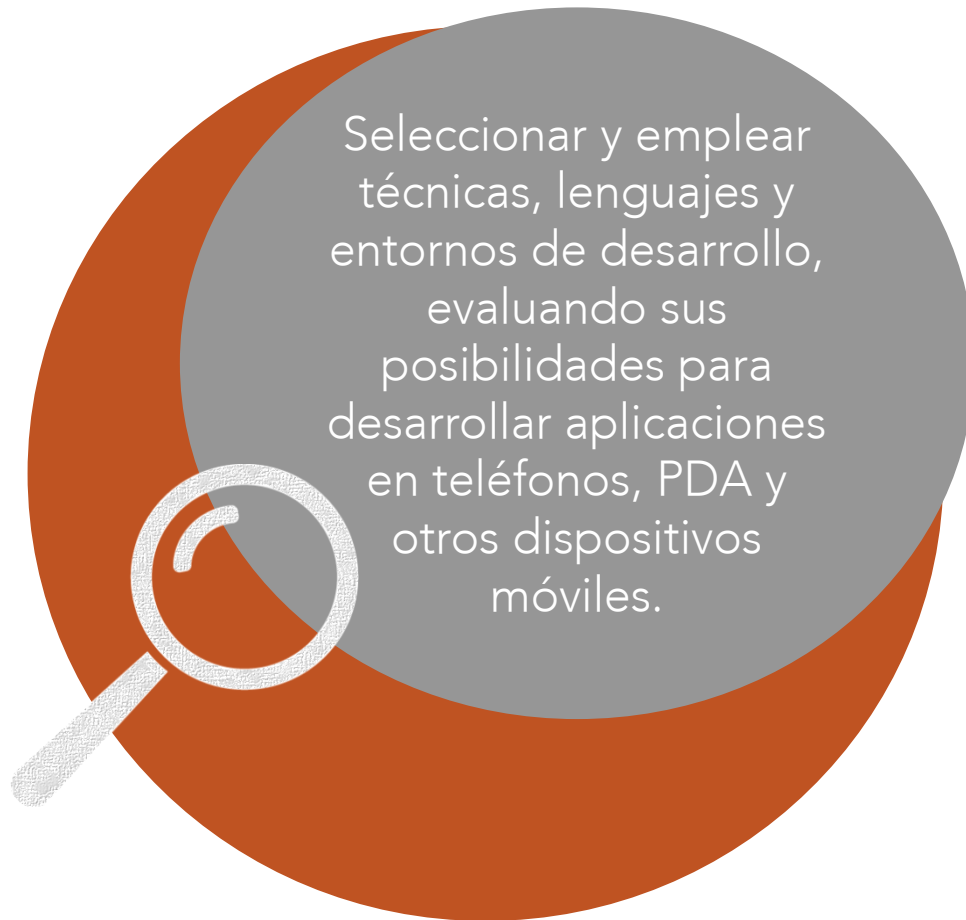 Seleccionar y emplear
técnicas, lenguajes y
entornos de desarrollo,
evaluando sus
posibilidades para
desarrollar aplicaciones
en teléfonos, PDA y
otros dispositivos
móviles.